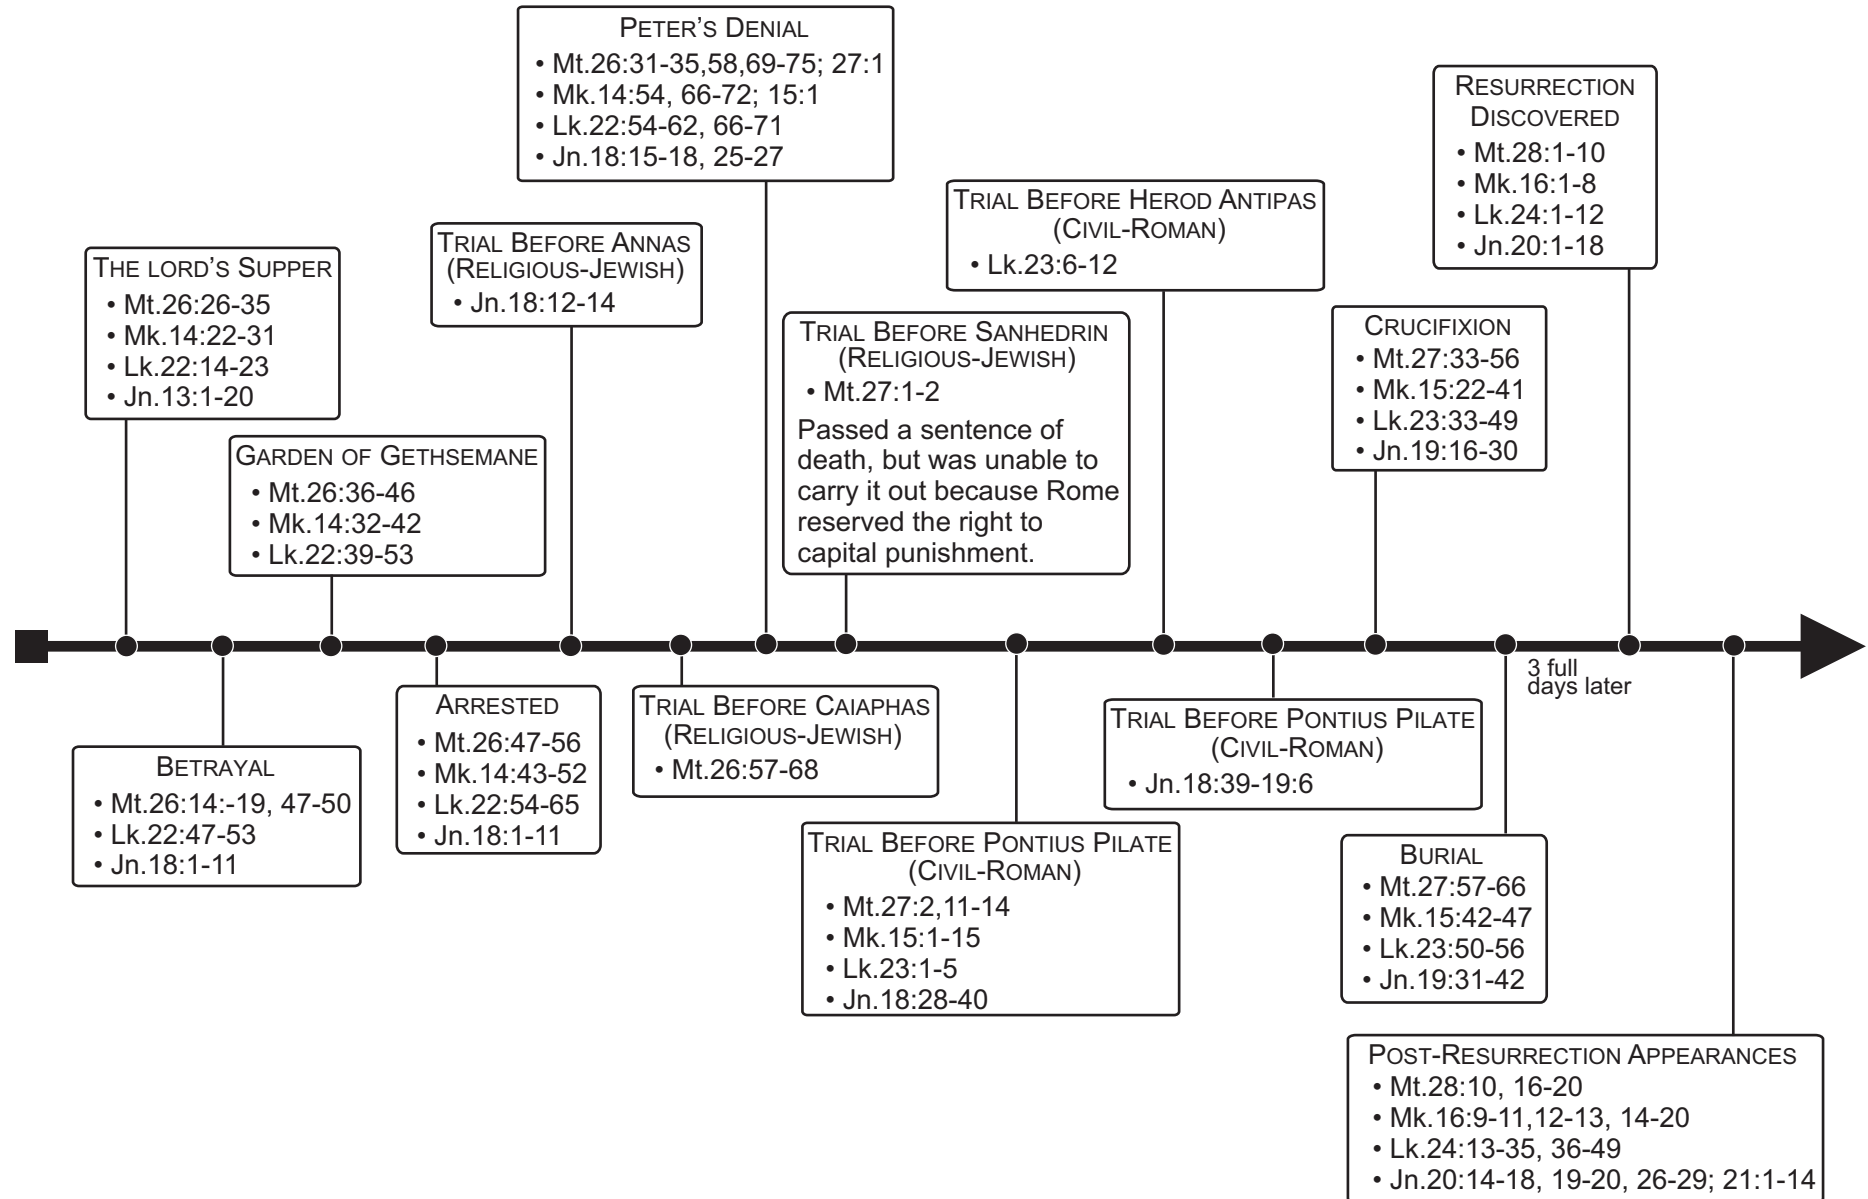 THE LORD'S SUPPER
• Mt.26:26-35
• Mk.14:22-31
• Lk.22:14-23
• Jn.13:1-20
BETRAYAL
• Mt.26:14:-19, 47-50
• Lk.22:47-53
• Jn.18:1-11
GARDEN OF GETHSEMANE
• Mt.26:36-46
• Mk.14:32-42
• Lk.22:39-53
ARRESTED
• Mt.26:47-56
• Mk.14:43-52
• Lk.22:54-65
• Jn.18:1-11
TRIAL BEFORE ANNAS
(RELIGIOUS-JEWISH)
• Jn.18:12-14
TRIAL BEFORE CAIAPHAS
(RELIGIOUS-JEWISH)
• Mt.26:57-68
PETER'S DENIAL
• Mt.26:31-35,58,69-75; 27:1
• Mk.14:54, 66-72; 15:1
• Lk.22:54-62, 66-71
• Jn.18:15-18, 25-27
TRIAL BEFORE SANHEDRIN
(RELIGIOUS-JEWISH)
• Mt.27:1-2
Passed a sentence of
death, but was unable to
carry it out because Rome
reserved the right to
capital punishment.
TRIAL BEFORE PONTIUS PILATE
(CIVIL-ROMAN)
• Mt.27:2,11-14
• Mk.15:1-15
• Lk.23:1-5
• Jn.18:28-40
TRIAL BEFORE HEROD ANTIPAS
(CIVIL-ROMAN)
• Lk.23:6-12
TRIAL BEFORE PONTIUS PILATE
(CIVIL-ROMAN)
• Jn.18:39-19:6
CRUCIFIXION
• Mt.27:33-56
• Mk.15:22-41
• Lk.23:33-49
• Jn.19:16-30
BURIAL
• Mt.27:57-66
• Mk.15:42-47
• Lk.23:50-56
• Jn.19:31-42
3 full
days later
RESURRECTION
DISCOVERED
• Mt.28:1-10
• Mk.16:1-8
• Lk.24:1-12
• Jn.20:1-18
POST-RESURRECTION APPEARANCES
• Mt.28:10, 16-20
• Mk.16:9-11,12-13, 14-20
• Lk.24:13-35, 36-49
• Jn.20:14-18, 19-20, 26-29; 21:1-14